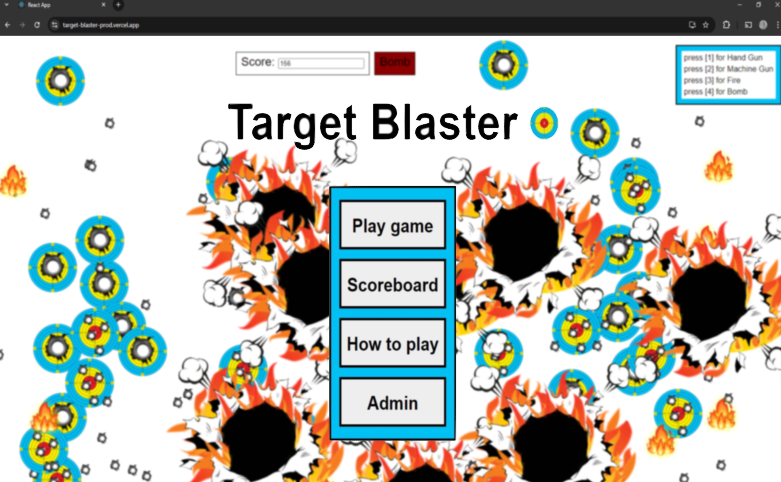 React App
target-blaster-prod.vercel.app
Score: 156
Bomb
press [1] for Hand Gun
press [2] for Machine Gun
press [3] for Fire
press [4] for Bomb
Target Blaster
Play game
Scoreboard
How to play
Admin